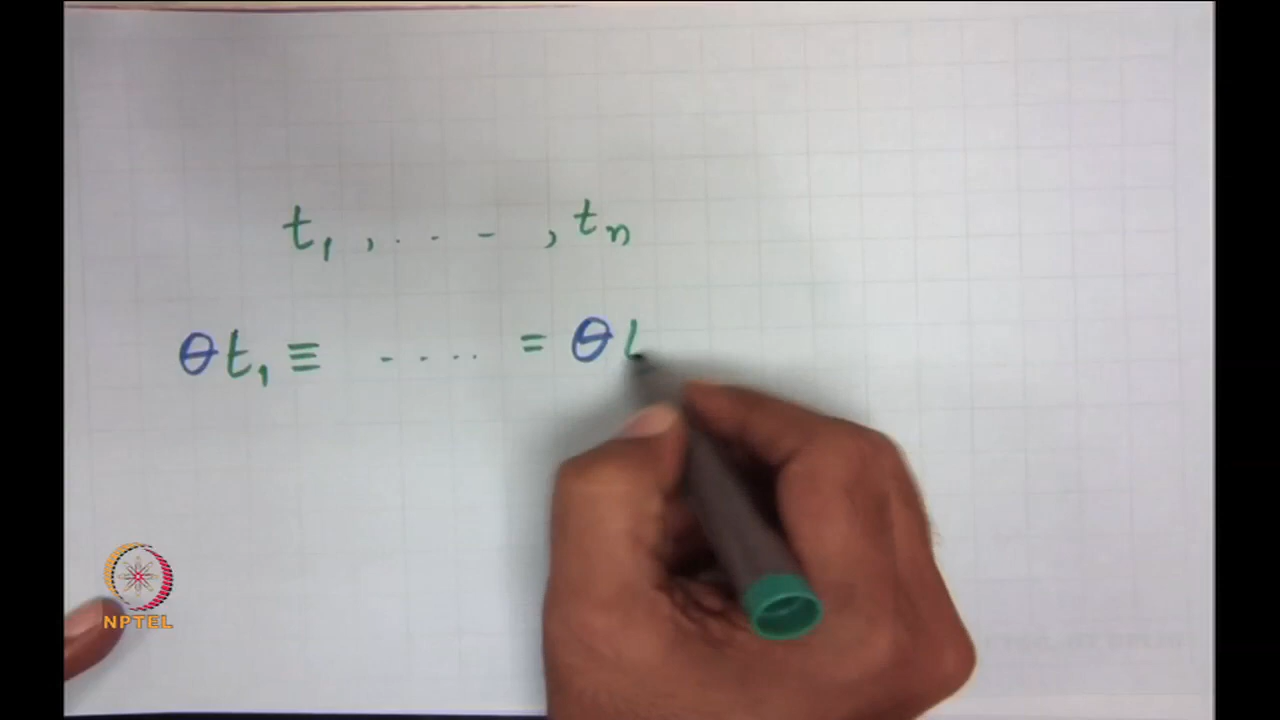 t₁, . . . , tₙ
θt₁ ≡ . . . . = θt
NPTEL